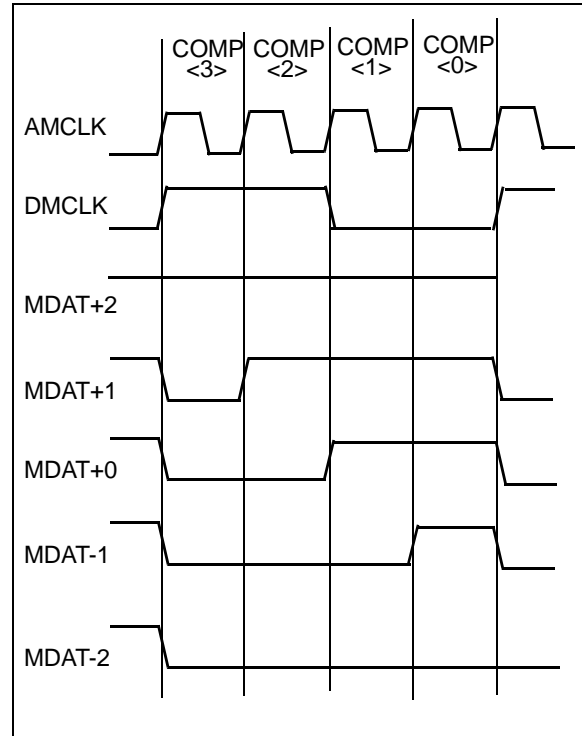 COMP COMP COMP COMP
<3> <2> <1> <0>
AMCLK
DMCLK
MDAT+2
MDAT+1
MDAT+0
MDAT-1
MDAT-2